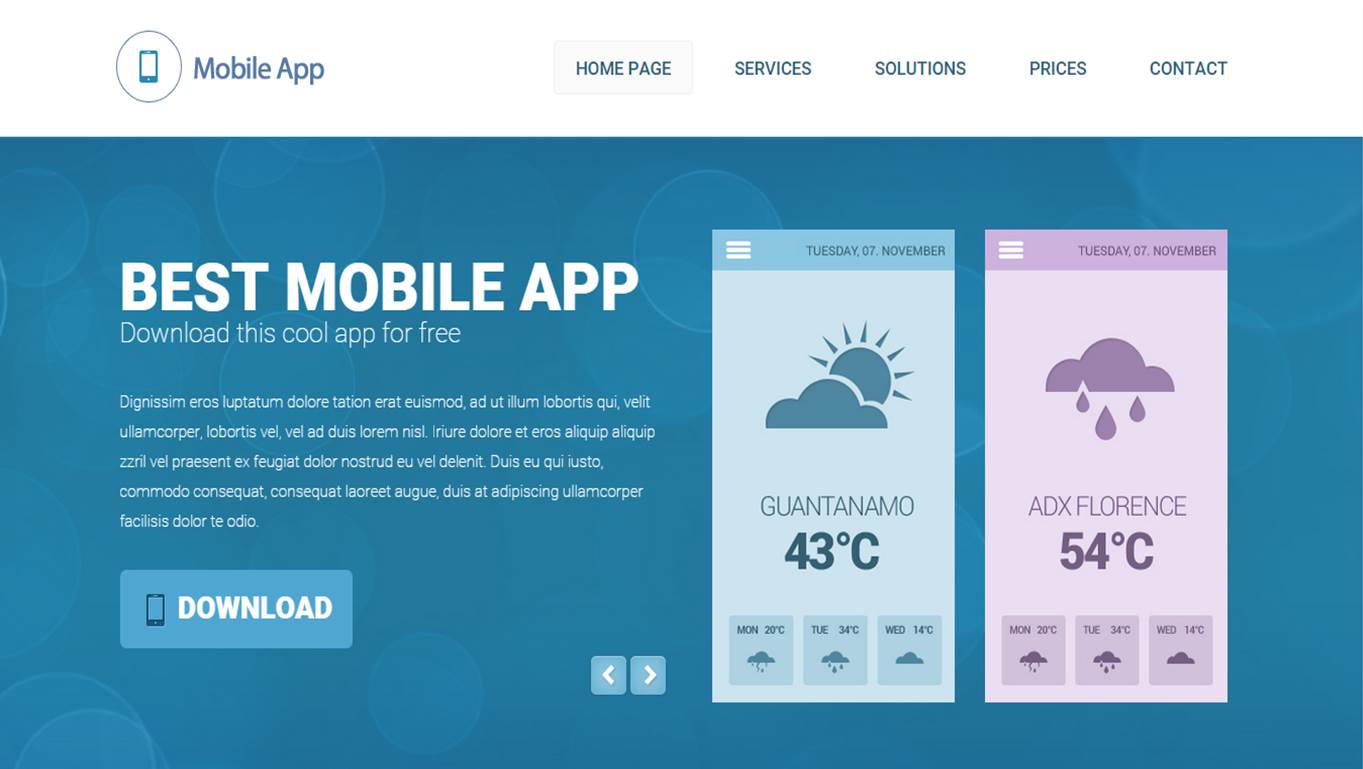 Mobile App
HOME PAGE
SERVICES
SOLUTIONS
PRICES
CONTACT
BEST MOBILE APP
Download this cool app for free
Dignissim eros luptatum dolore tation erat euismod, ad ut illum lobortis qui, velit
ullamcorper, lobortis vel, vel ad duis lorem nisl. Iriure dolore et eros aliquip aliquip
zzril vel praesent ex feugiat dolor nostrud eu vel delenit. Duis eu qui iusto,
commodo consequat, consequat laoreet augue, duis at adipiscing ullamcorper
facilisis dolor te odio.
DOWNLOAD
TUESDAY, 07. NOVEMBER
GUANTANAMO
43°C
MON 20°C
TUE 34°C
WED 14°C
TUESDAY, 07. NOVEMBER
ADX FLORENCE
54°C
MON 20°C
TUE 34°C
WED 14°C